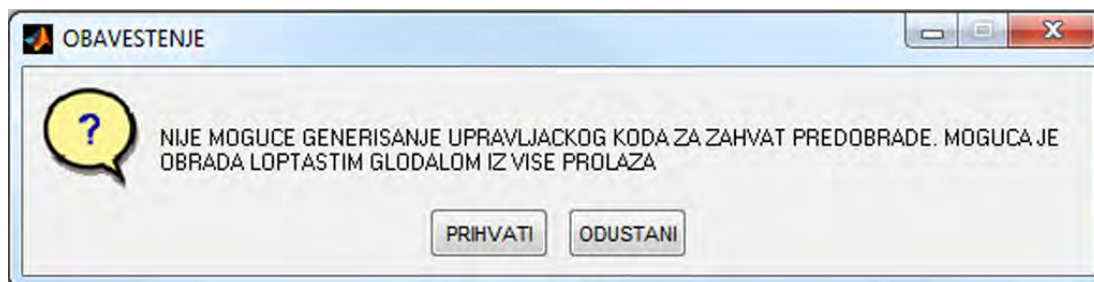 OBAVESTENJE
?
NIJE MOGUCE GENERISANJE UPRAVLJACKOG KODA ZA ZAHVAT PREDOBRADE. MOGUCA JE
OBRADA LOPTASTIM GLODALOM IZ VISE PROLAZA
PRIHVATI ODUSTANI